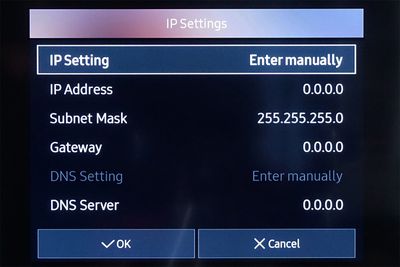 IP Settings
IP Setting Enter manually
IP Address 0.0.0.0
Subnet Mask 255.255.255.0
Gateway 0.0.0.0
DNS Setting Enter manually
DNS Server 0.0.0.0
✓OK ✕Cancel